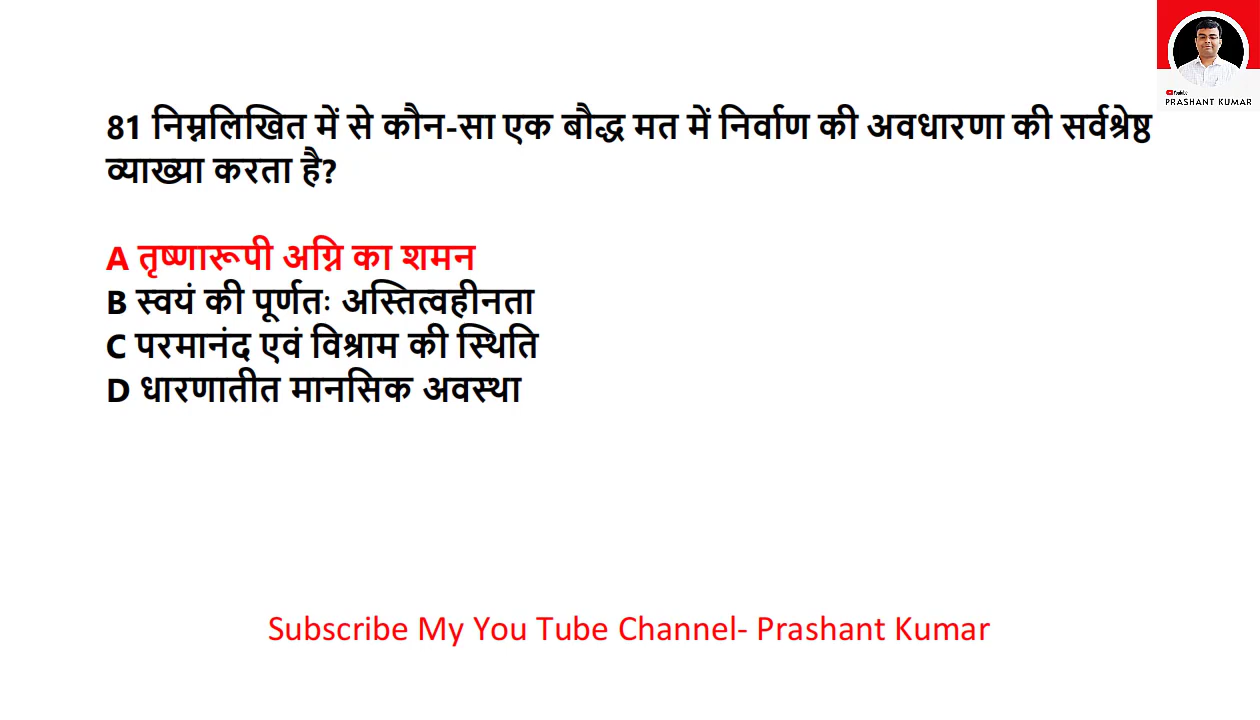 PRASHANT KUMAR
81 निम्नलिखित में से कौन-सा एक बौद्ध मत में निर्वाण की अवधारणा की सर्वश्रेष्ठ
व्याख्या करता है?
A तृष्णारूपी अग्नि का शमन
B स्वयं की पूर्णतः अस्तित्वहीनता
C परमानंद एवं विश्राम की स्थिति
D धारणातीत मानसिक अवस्था
Subscribe My You Tube Channel- Prashant Kumar